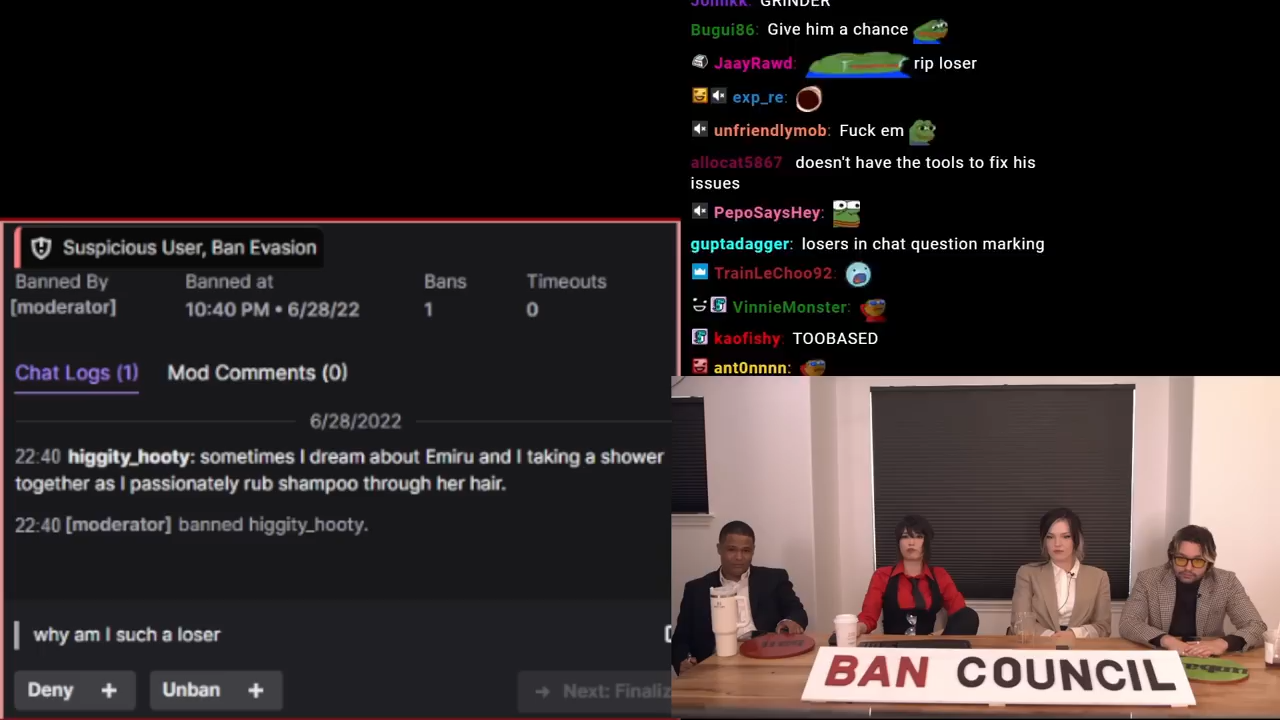 Suspicious User, Ban Evasion
Banned By
Banned at
Bans
Timeouts
[moderator]
10:40 PM • 6/28/22
1
0
Chat Logs (1)
Mod Comments (0)
6/28/2022
22:40 higgity_hooty: sometimes I dream about Emiru and I taking a shower
together as I passionately rub shampoo through her hair.
22:40 [moderator] banned higgity_hooty.
why am I such a loser
Deny +
Unban +
→ Next: Finaliz
GRINDER
Bugui86: Give him a chance
JaayRawd: rip loser
exp_re:
unfriendlymob: Fuck em
allocat5867 doesn't have the tools to fix his
issues
PepoSaysHey:
guptadagger: losers in chat question marking
TrainLeChoo92:
VinnieMonster:
kaofishy: TOOBASED
ant0nnnn:
BAN COUNCIL